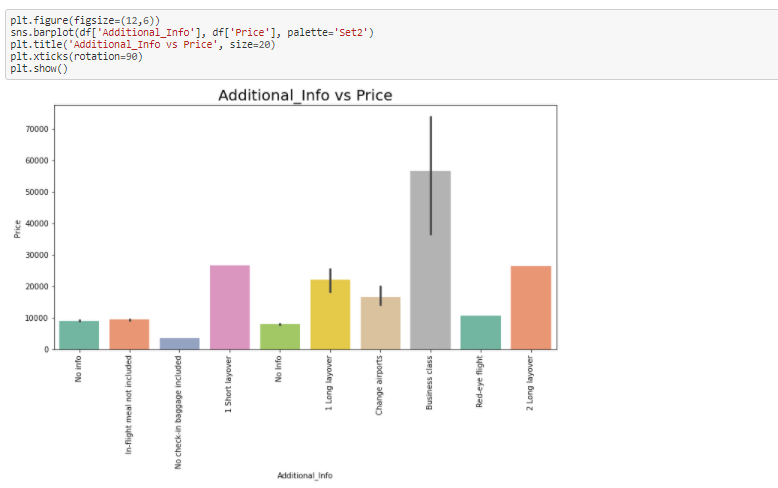 plt.figure(figsize=(12,6))
sns.barplot(df['Additional_Info'], df['Price'], palette='Set2')
plt.title('Additional_Info vs Price', size=20)
plt.xticks(rotation=90)
plt.show()
Additional_Info vs Price
70000
60000
50000
40000
30000
20000
10000
0
Price
No info
In-flight meal not included
No check-in baggage included
1 Short layover
No Info
1 Long layover
Change airports
Business class
Red-eye flight
2 Long layover
Additional_Info